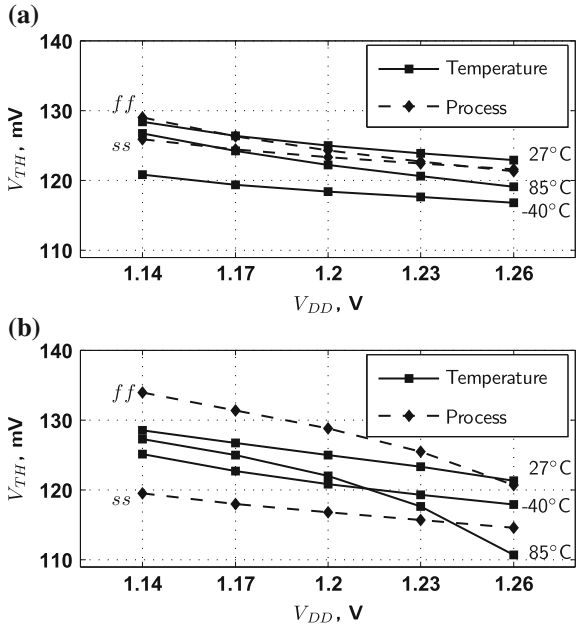 (a)
140
130
120
110
V_TH, mV
ff
ss
Temperature
Process
27°C
85°C
-40°C
1.14 1.17 1.2 1.23 1.26
V_DD, V
(b)
140
130
120
110
V_TH, mV
ff
ss
Temperature
Process
27°C
-40°C
85°C
1.14 1.17 1.2 1.23 1.26
V_DD, V